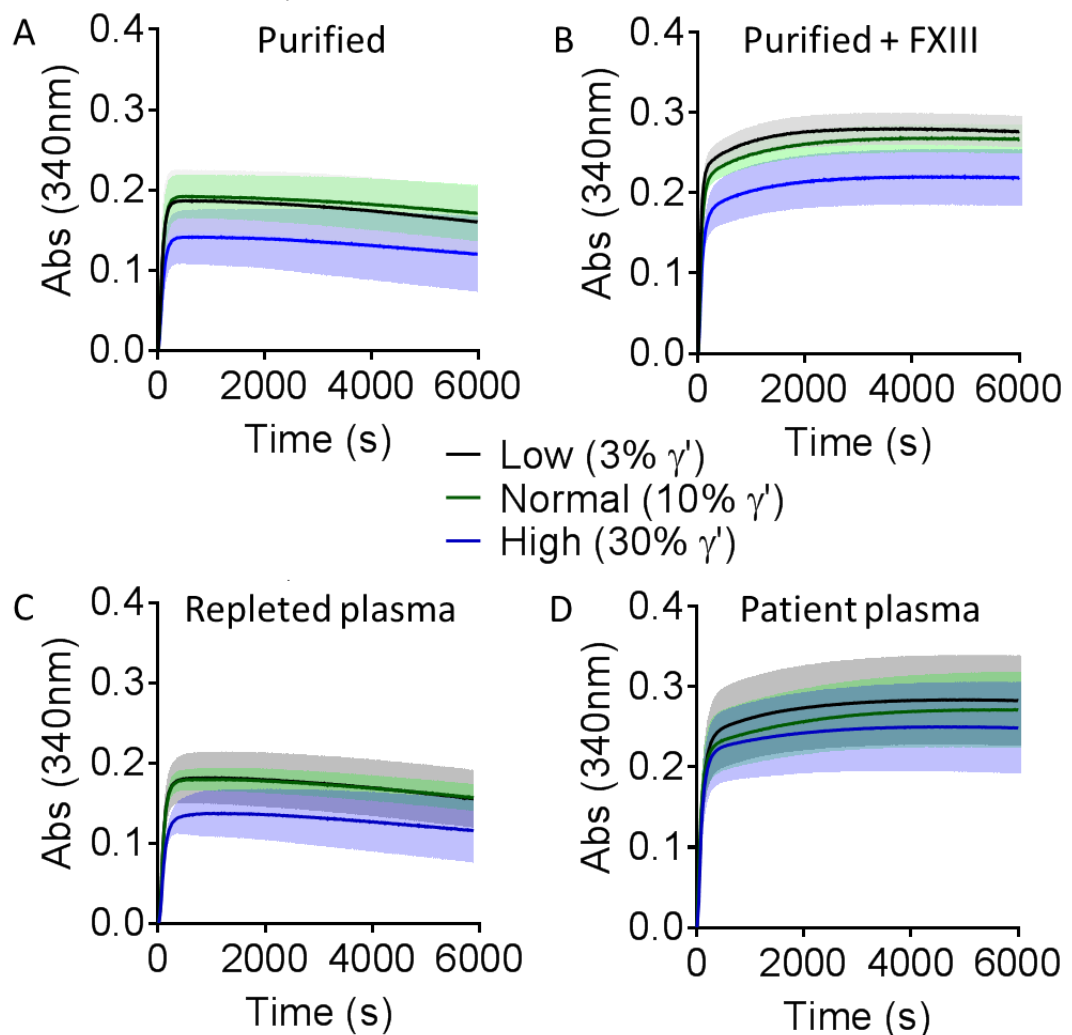 A
Purified
Abs (340nm)
0.4
0.3
0.2
0.1
0.0
0
2000
4000
6000
Time (s)
B
Purified + FXIII
Abs (340nm)
0.4
0.3
0.2
0.1
0.0
0
2000
4000
6000
Time (s)
Low (3% γ')
Normal (10% γ')
High (30% γ')
C
Repleted plasma
Abs (340nm)
0.4
0.3
0.2
0.1
0.0
0
2000
4000
6000
Time (s)
D
Patient plasma
Abs (340nm)
0.4
0.3
0.2
0.1
0.0
0
2000
4000
6000
Time (s)